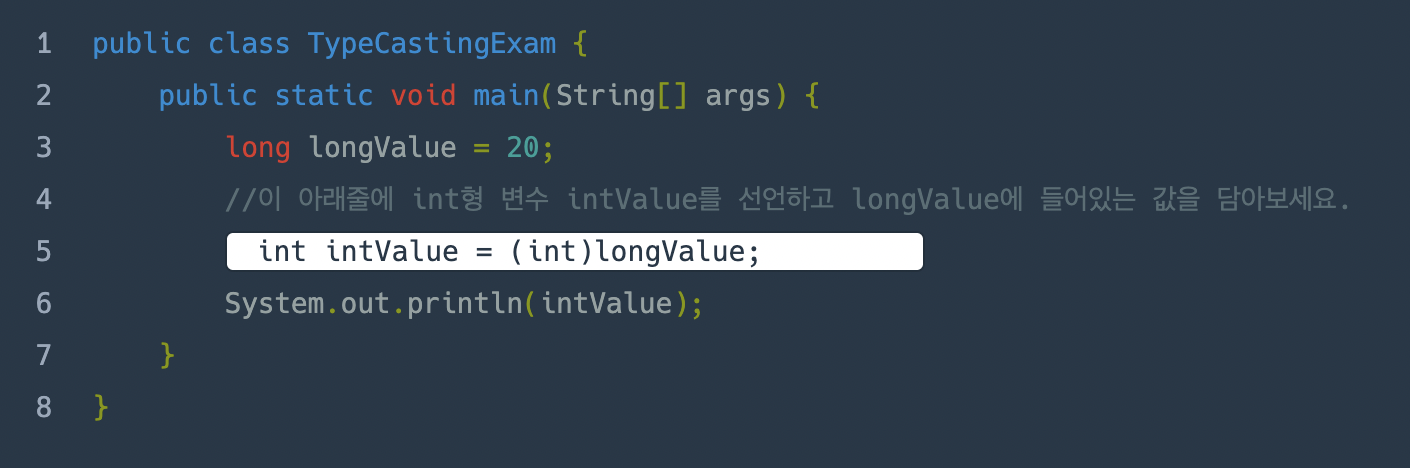 1 public class TypeCastingExam {
2 public static void main(String[] args) {
3 long longValue = 20;
4 //이 아래줄에 int형 변수 intValue를 선언하고 longValue에 들어있는 값을 담아보세요.
5 int intValue = (int)longValue;
6 System.out.println(intValue);
7 }
8 }